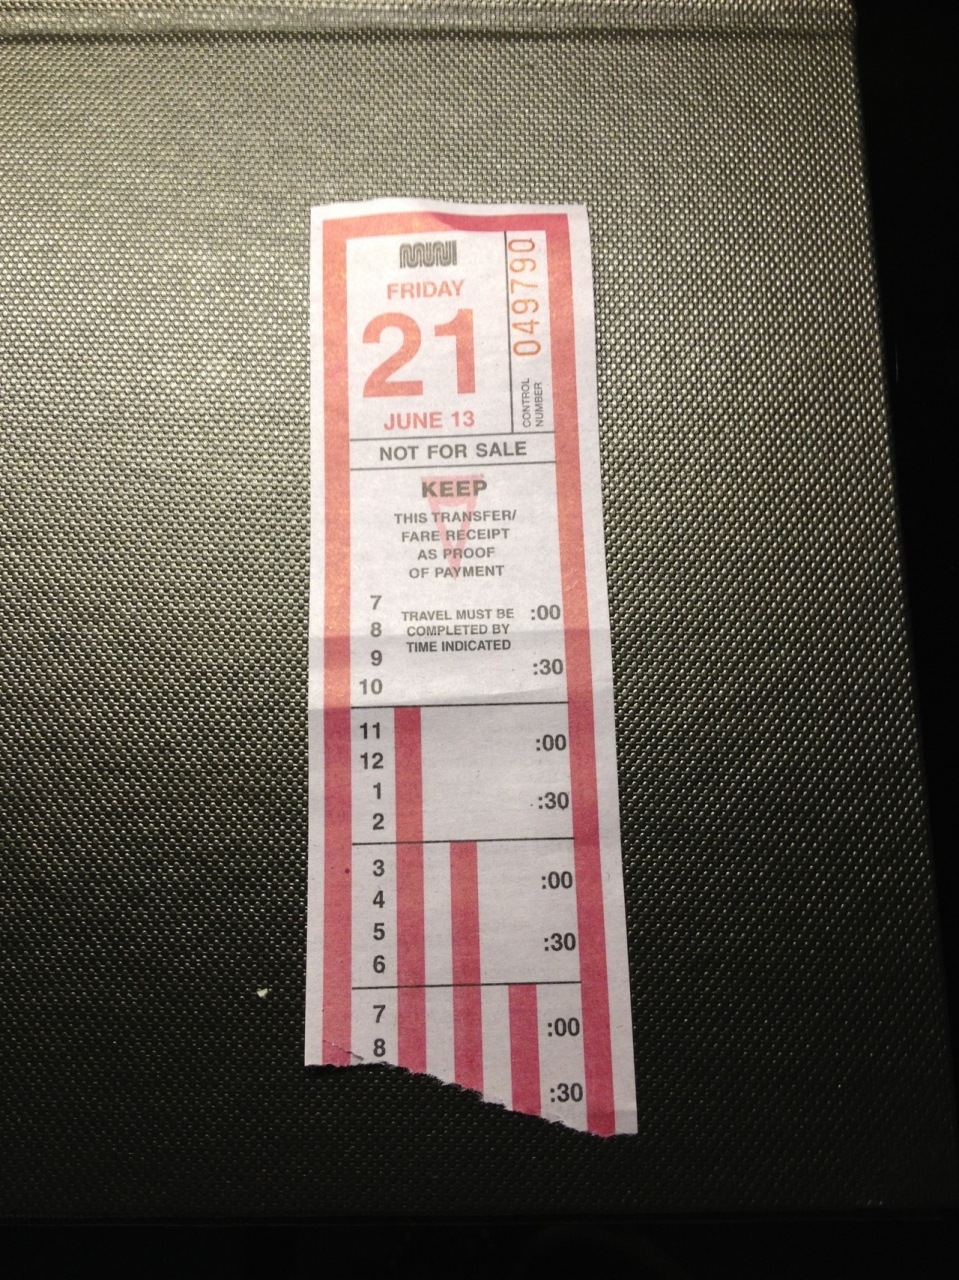 MUNI
FRIDAY
21
JUNE 13
CONTROL
NUMBER
049790
NOT FOR SALE
KEEP
THIS TRANSFER/
FARE RECEIPT
AS PROOF
OF PAYMENT
TRAVEL MUST BE
COMPLETED BY
TIME INDICATED
7
8
9
10
:00
:30
11
12
1
2
:00
:30
3
4
5
6
:00
:30
7
8
:00
:30